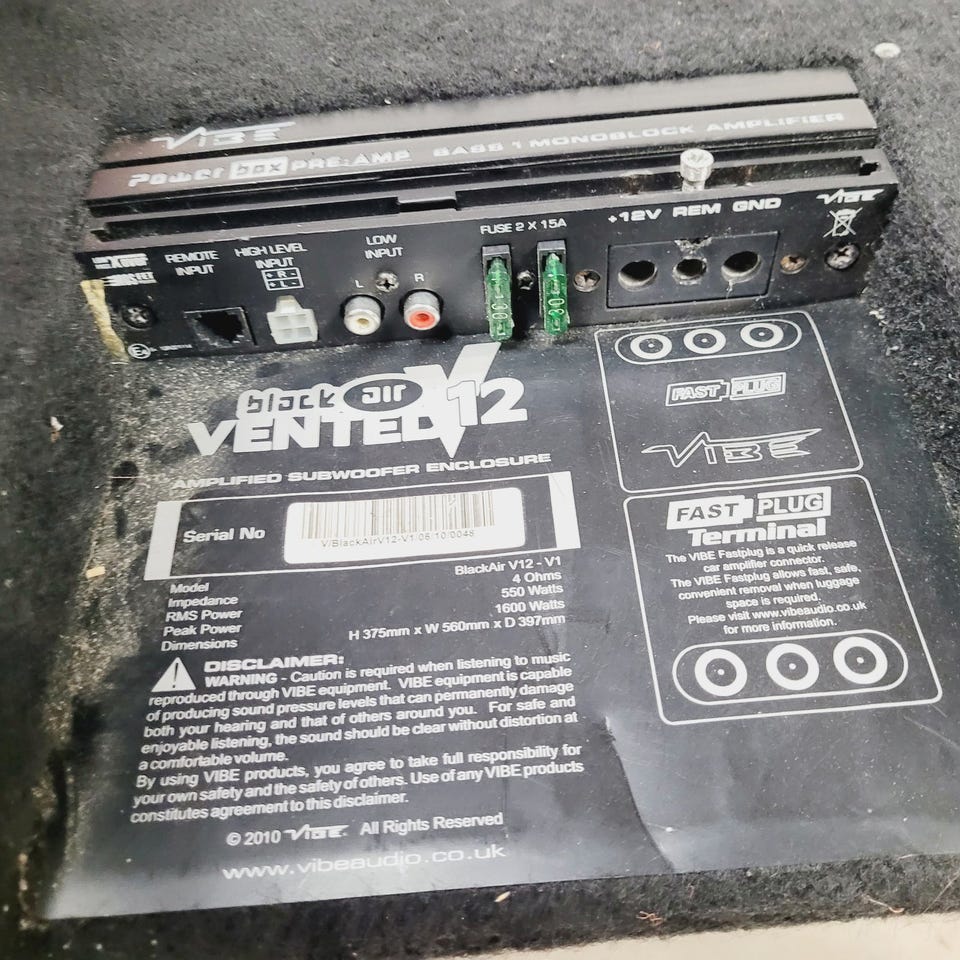 VIBE
Power box PRE:AMP BASS 1 MONOBLOCK AMPLIFIER
VIBE
REMOTE INPUT
HIGH LEVEL INPUT
+ R -
+ L -
LOW INPUT
L R
FUSE 2 X 15A
30
30
+12V REM GND
black air
VENTED V12
AMPLIFIED SUBWOOFER ENCLOSURE
Serial No
V/BlackAirV12-V1/06/10/0048
Model BlackAir V12 - V1
Impedance 4 Ohms
RMS Power 550 Watts
Peak Power 1600 Watts
Dimensions H 375mm x W 560mm x D 397mm
DISCLAIMER:
WARNING - Caution is required when listening to music
reproduced through VIBE equipment. VIBE equipment is capable
of producing sound pressure levels that can permanently damage
both your hearing and that of others around you. For safe and
enjoyable listening, the sound should be clear without distortion at
a comfortable volume.
By using VIBE products, you agree to take full responsibility for
your own safety and the safety of others. Use of any VIBE products
constitutes agreement to this disclaimer.
© 2010 VIBE All Rights Reserved
www.vibeaudio.co.uk
FAST PLUG
VIBE
FAST PLUG
Terminal
The VIBE Fastplug is a quick release
car amplifier connector.
The VIBE Fastplug allows fast, safe,
convenient removal when luggage
space is required.
Please visit www.vibeaudio.co.uk
for more information.